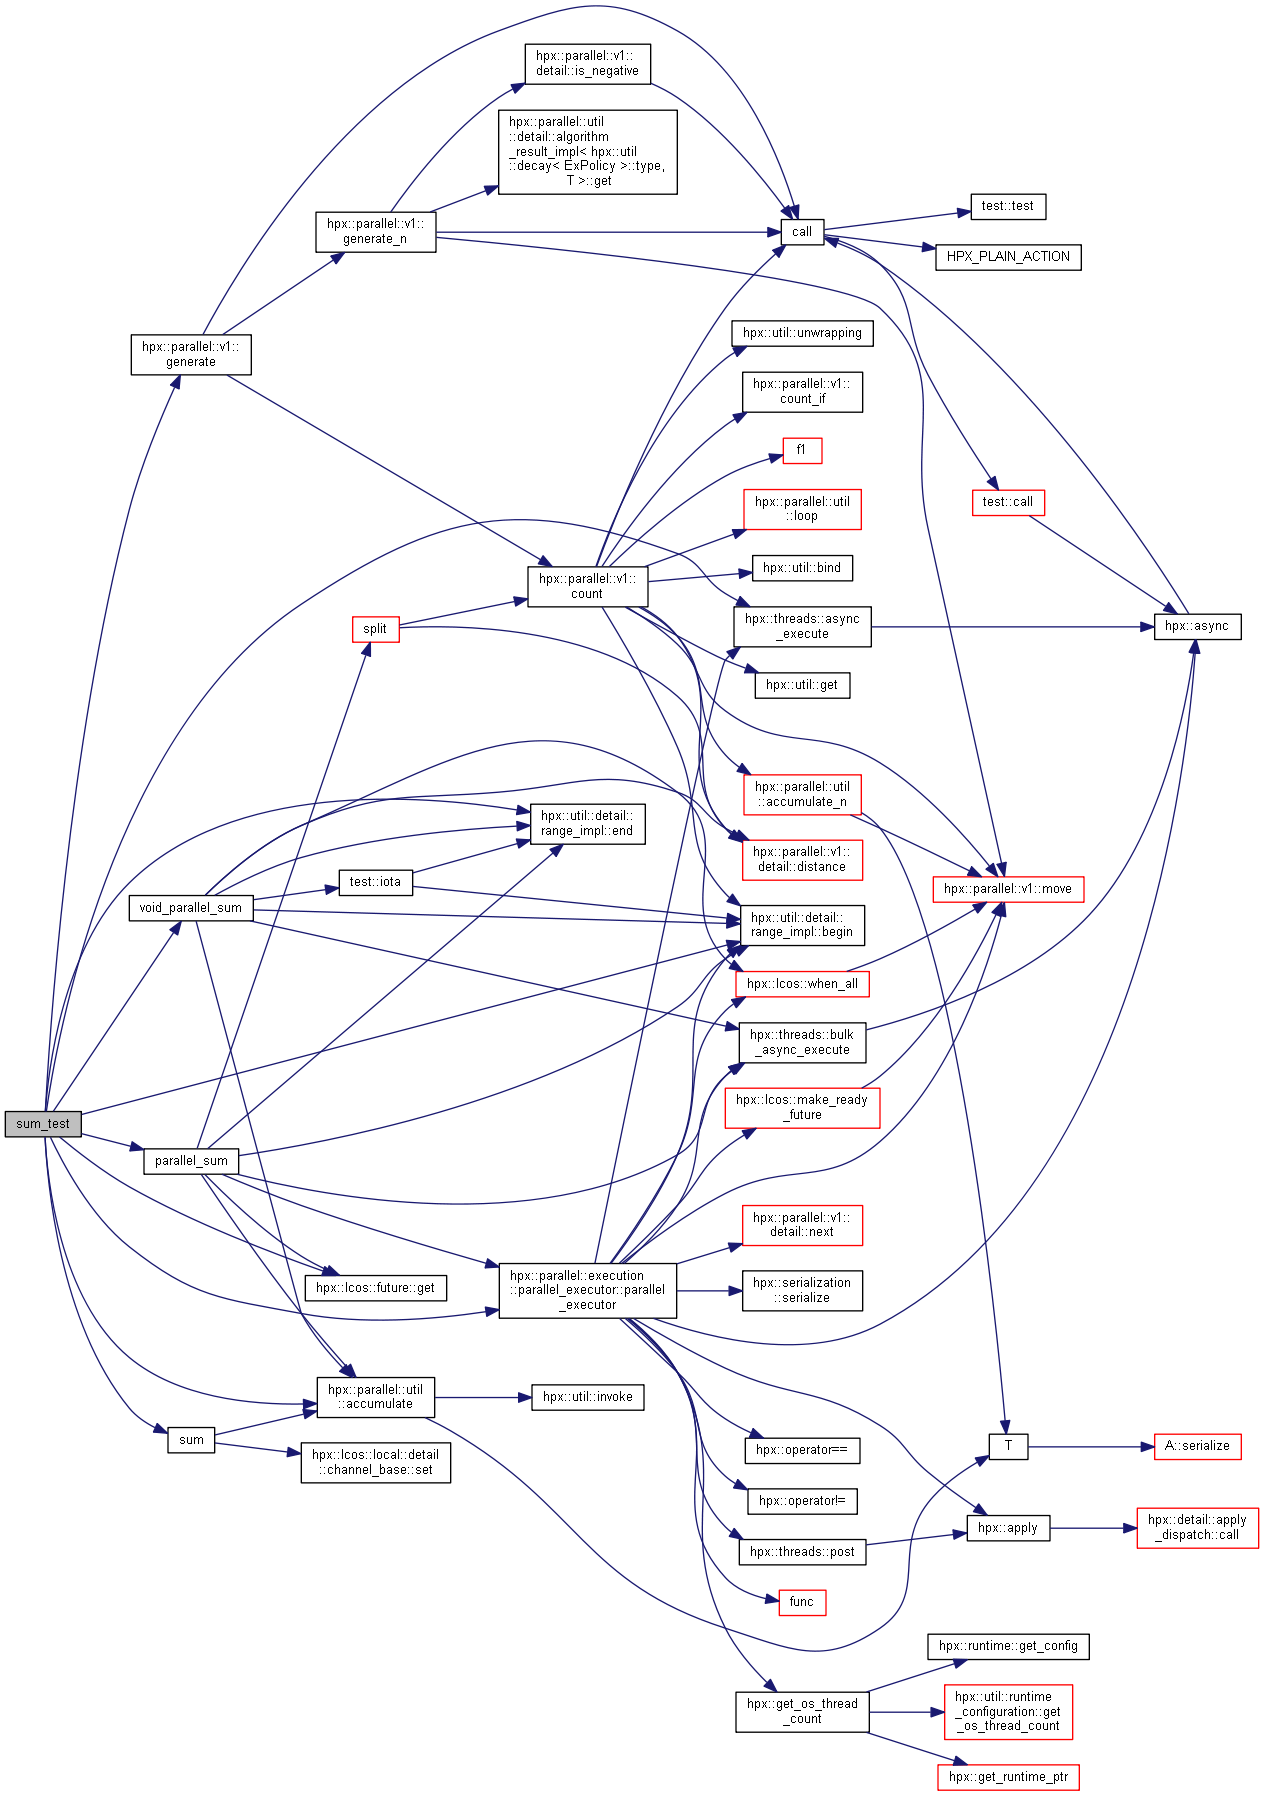 hpx::parallel::v1::
detail::is_negative
hpx::parallel::util
::detail::algorithm
_result_impl< hpx::util
::decay< ExPolicy >::type,
T >::get
test::test
hpx::parallel::v1::
generate_n
call
HPX_PLAIN_ACTION
hpx::util::unwrapping
hpx::parallel::v1::
generate
hpx::parallel::v1::
count_if
f1
hpx::parallel::util
::loop
test::call
hpx::util::bind
hpx::parallel::v1::
count
split
hpx::threads::async
_execute
hpx::async
hpx::util::get
hpx::parallel::util
::accumulate_n
hpx::util::detail::
range_impl::end
hpx::parallel::v1::
detail::distance
test::iota
hpx::parallel::v1::move
void_parallel_sum
hpx::util::detail::
range_impl::begin
hpx::lcos::when_all
hpx::threads::bulk
_async_execute
hpx::lcos::make_ready
_future
sum_test
parallel_sum
hpx::parallel::v1::
detail::next
hpx::lcos::future::get
hpx::parallel::execution
::parallel_executor::parallel
_executor
hpx::serialization
::serialize
hpx::parallel::util
::accumulate
hpx::util::invoke
sum
hpx::lcos::local::detail
::channel_base::set
hpx::operator==
T
A::serialize
hpx::operator!=
hpx::threads::post
hpx::apply
hpx::detail::apply
_dispatch::call
func
hpx::runtime::get_config
hpx::get_os_thread
_count
hpx::util::runtime
_configuration::get
_os_thread_count
hpx::get_runtime_ptr